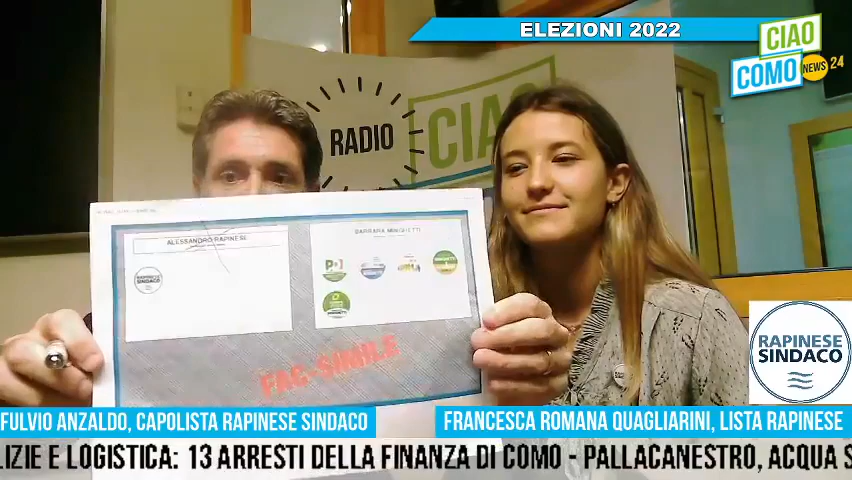 ELEZIONI 2022
CIAO
COMO
NEWS 24
RADIO
CIAO
ALESSANDRO RAPINESE
BARBARA MINGHETTI
RAPINESE
SINDACO
PD
FAC-SIMILE
RAPINESE
SINDACO
FULVIO ANZALDO, CAPOLISTA RAPINESE SINDACO
FRANCESCA ROMANA QUAGLIARINI, LISTA RAPINESE
LIZIE E LOGISTICA: 13 ARRESTI DELLA FINANZA DI COMO - PALLACANESTRO, ACQUA S